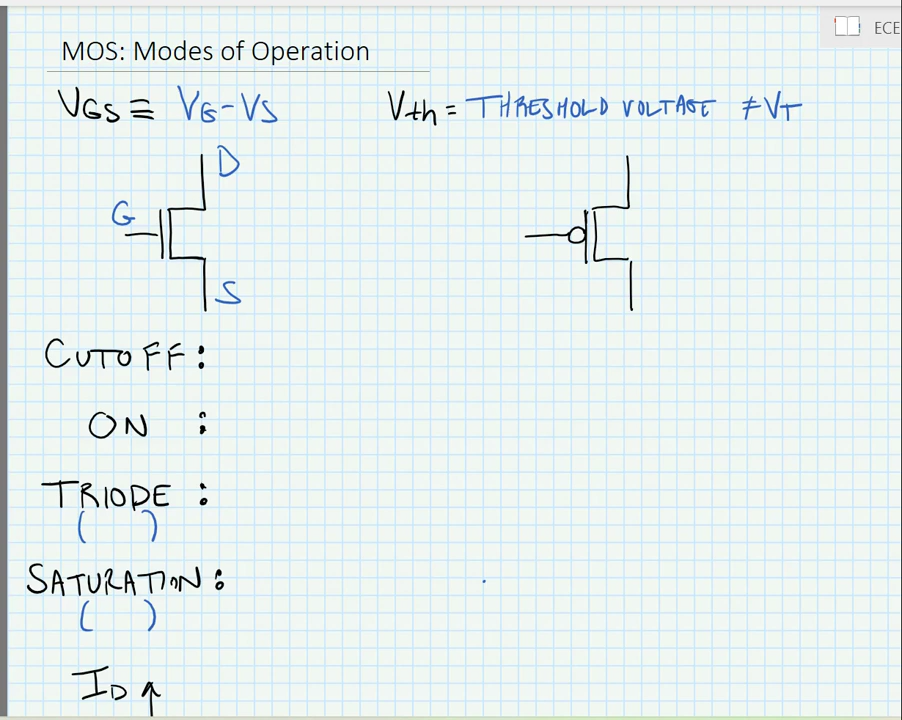 ECE
MOS: Modes of Operation
VGS ≡ VG-VS Vth = THRESHOLD VOLTAGE ≠VT
D
G
S
CUTOFF:
ON :
TRIODE :
( )
SATURATION:
( )
ID ↑